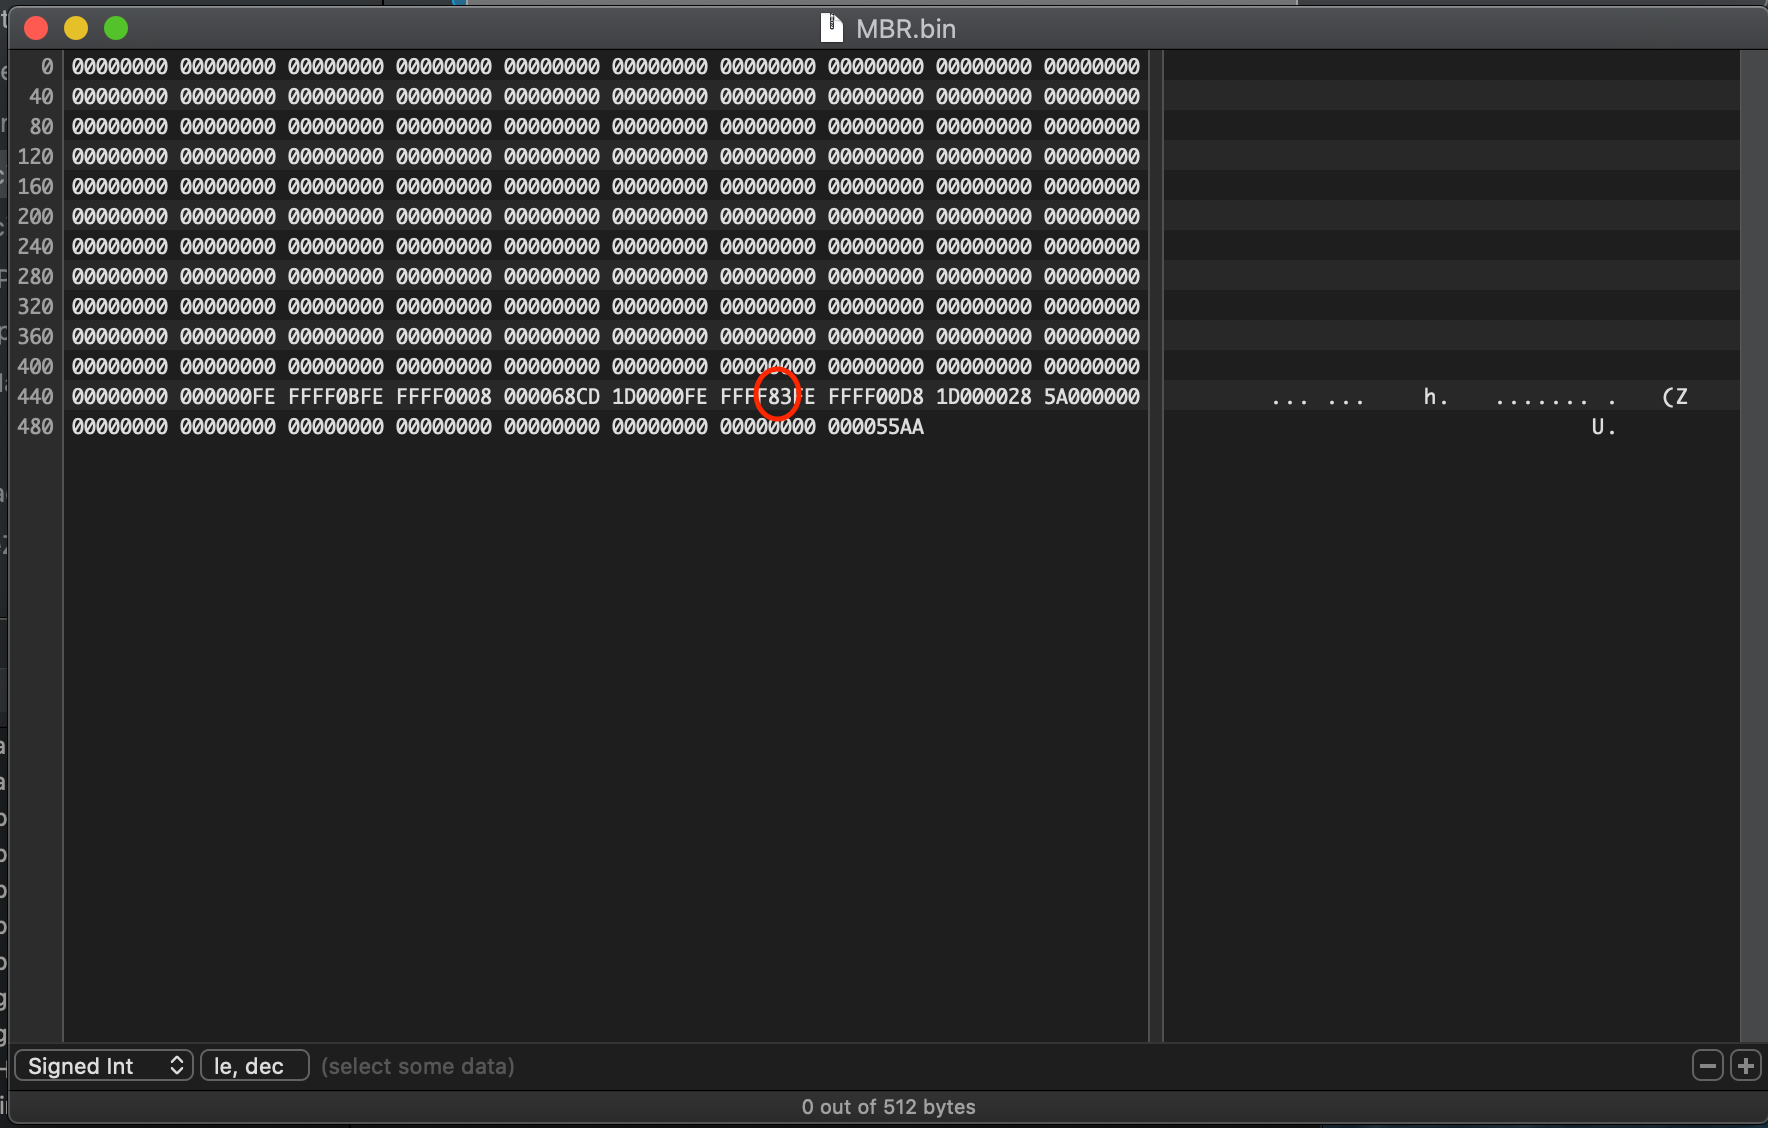 MBR.bin
0 00000000 00000000 00000000 00000000 00000000 00000000 00000000 00000000 00000000 00000000
40 00000000 00000000 00000000 00000000 00000000 00000000 00000000 00000000 00000000 00000000
80 00000000 00000000 00000000 00000000 00000000 00000000 00000000 00000000 00000000 00000000
120 00000000 00000000 00000000 00000000 00000000 00000000 00000000 00000000 00000000 00000000
160 00000000 00000000 00000000 00000000 00000000 00000000 00000000 00000000 00000000 00000000
200 00000000 00000000 00000000 00000000 00000000 00000000 00000000 00000000 00000000 00000000
240 00000000 00000000 00000000 00000000 00000000 00000000 00000000 00000000 00000000 00000000
280 00000000 00000000 00000000 00000000 00000000 00000000 00000000 00000000 00000000 00000000
320 00000000 00000000 00000000 00000000 00000000 00000000 00000000 00000000 00000000 00000000
360 00000000 00000000 00000000 00000000 00000000 00000000 00000000 00000000 00000000 00000000
400 00000000 00000000 00000000 00000000 00000000 00000000 00000000 00000000 00000000 00000000
440 00000000 000000FE FFFF0BFE FFFF0008 000068CD 1D0000FE FFFF83FE FFFF00D8 1D000028 5A000000 ... ... h. ....... . (Z
480 00000000 00000000 00000000 00000000 00000000 00000000 00000000 000055AA U.
Signed Int le, dec (select some data)
0 out of 512 bytes